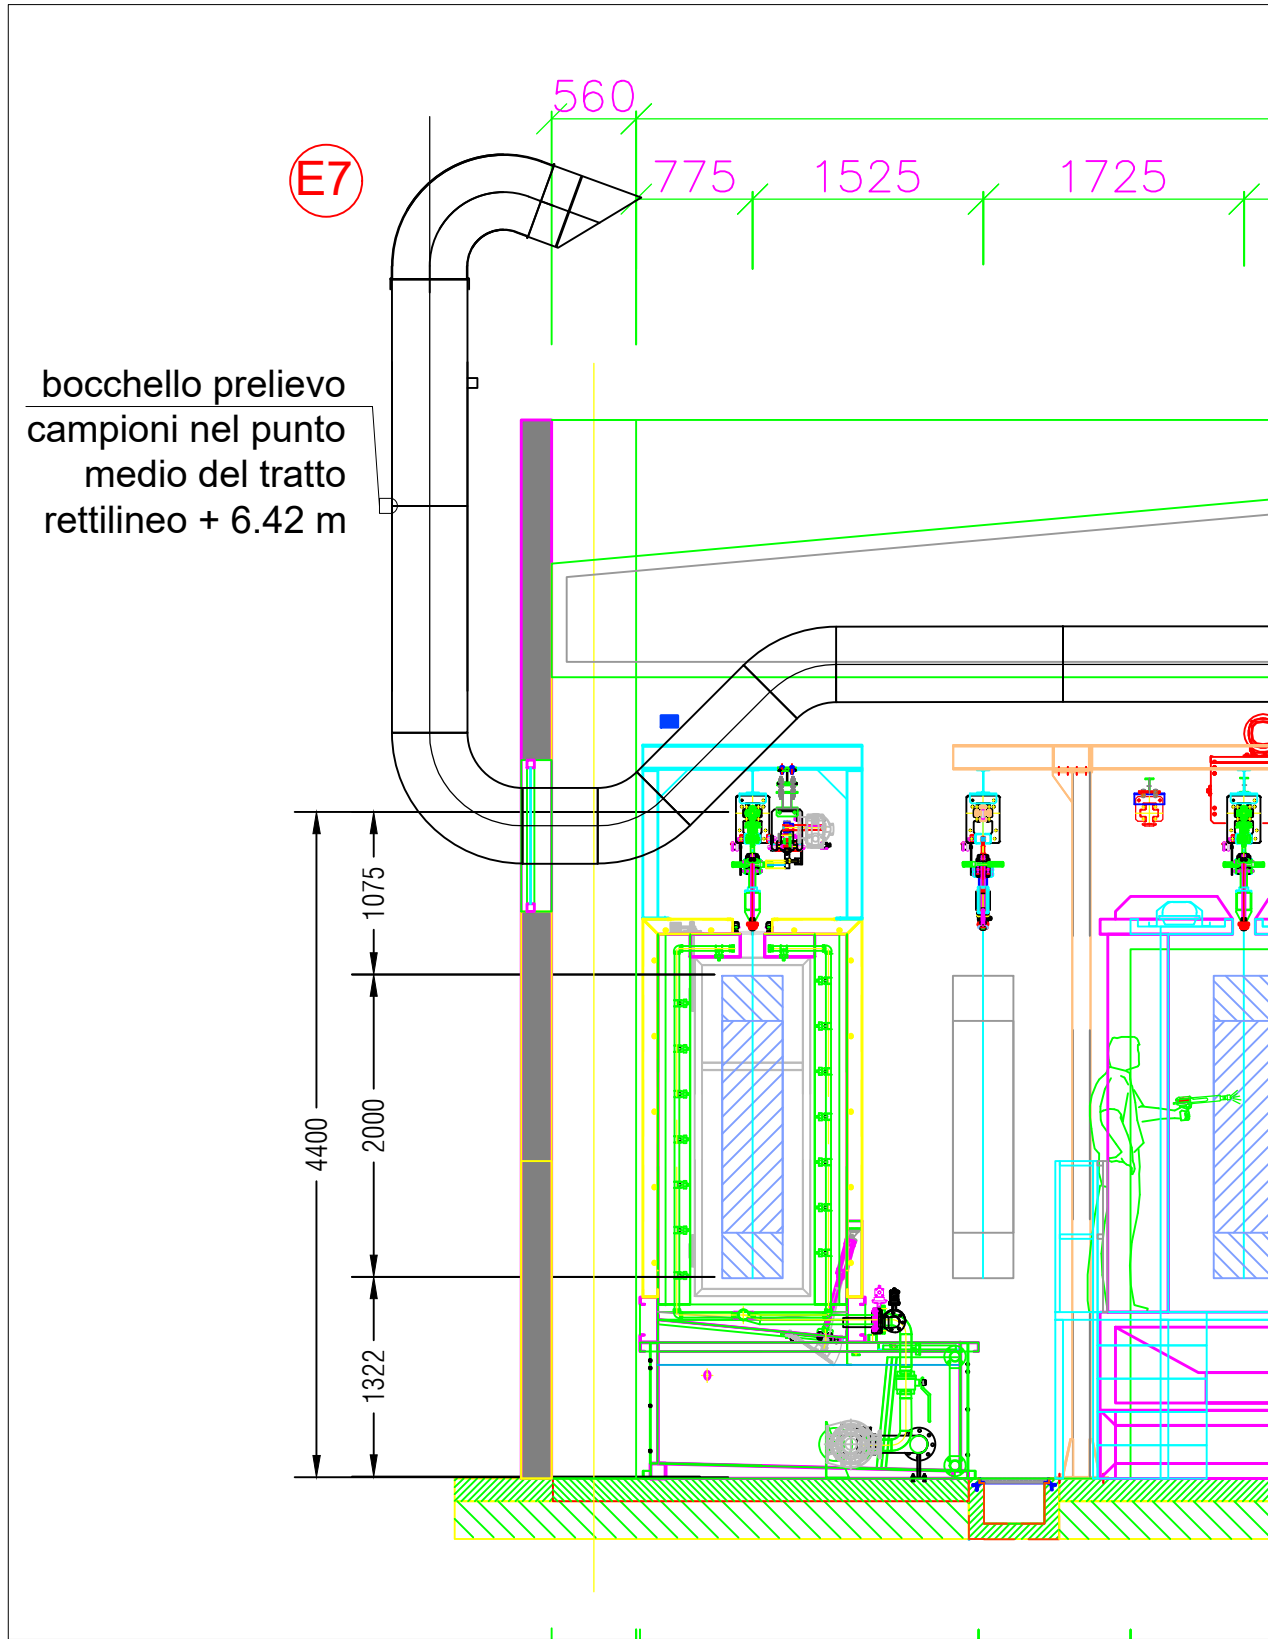 560
E7
775
1525
1725
bocchello prelievo
campioni nel punto
medio del tratto
rettilineo + 6.42 m
1075
2000
4400
1322